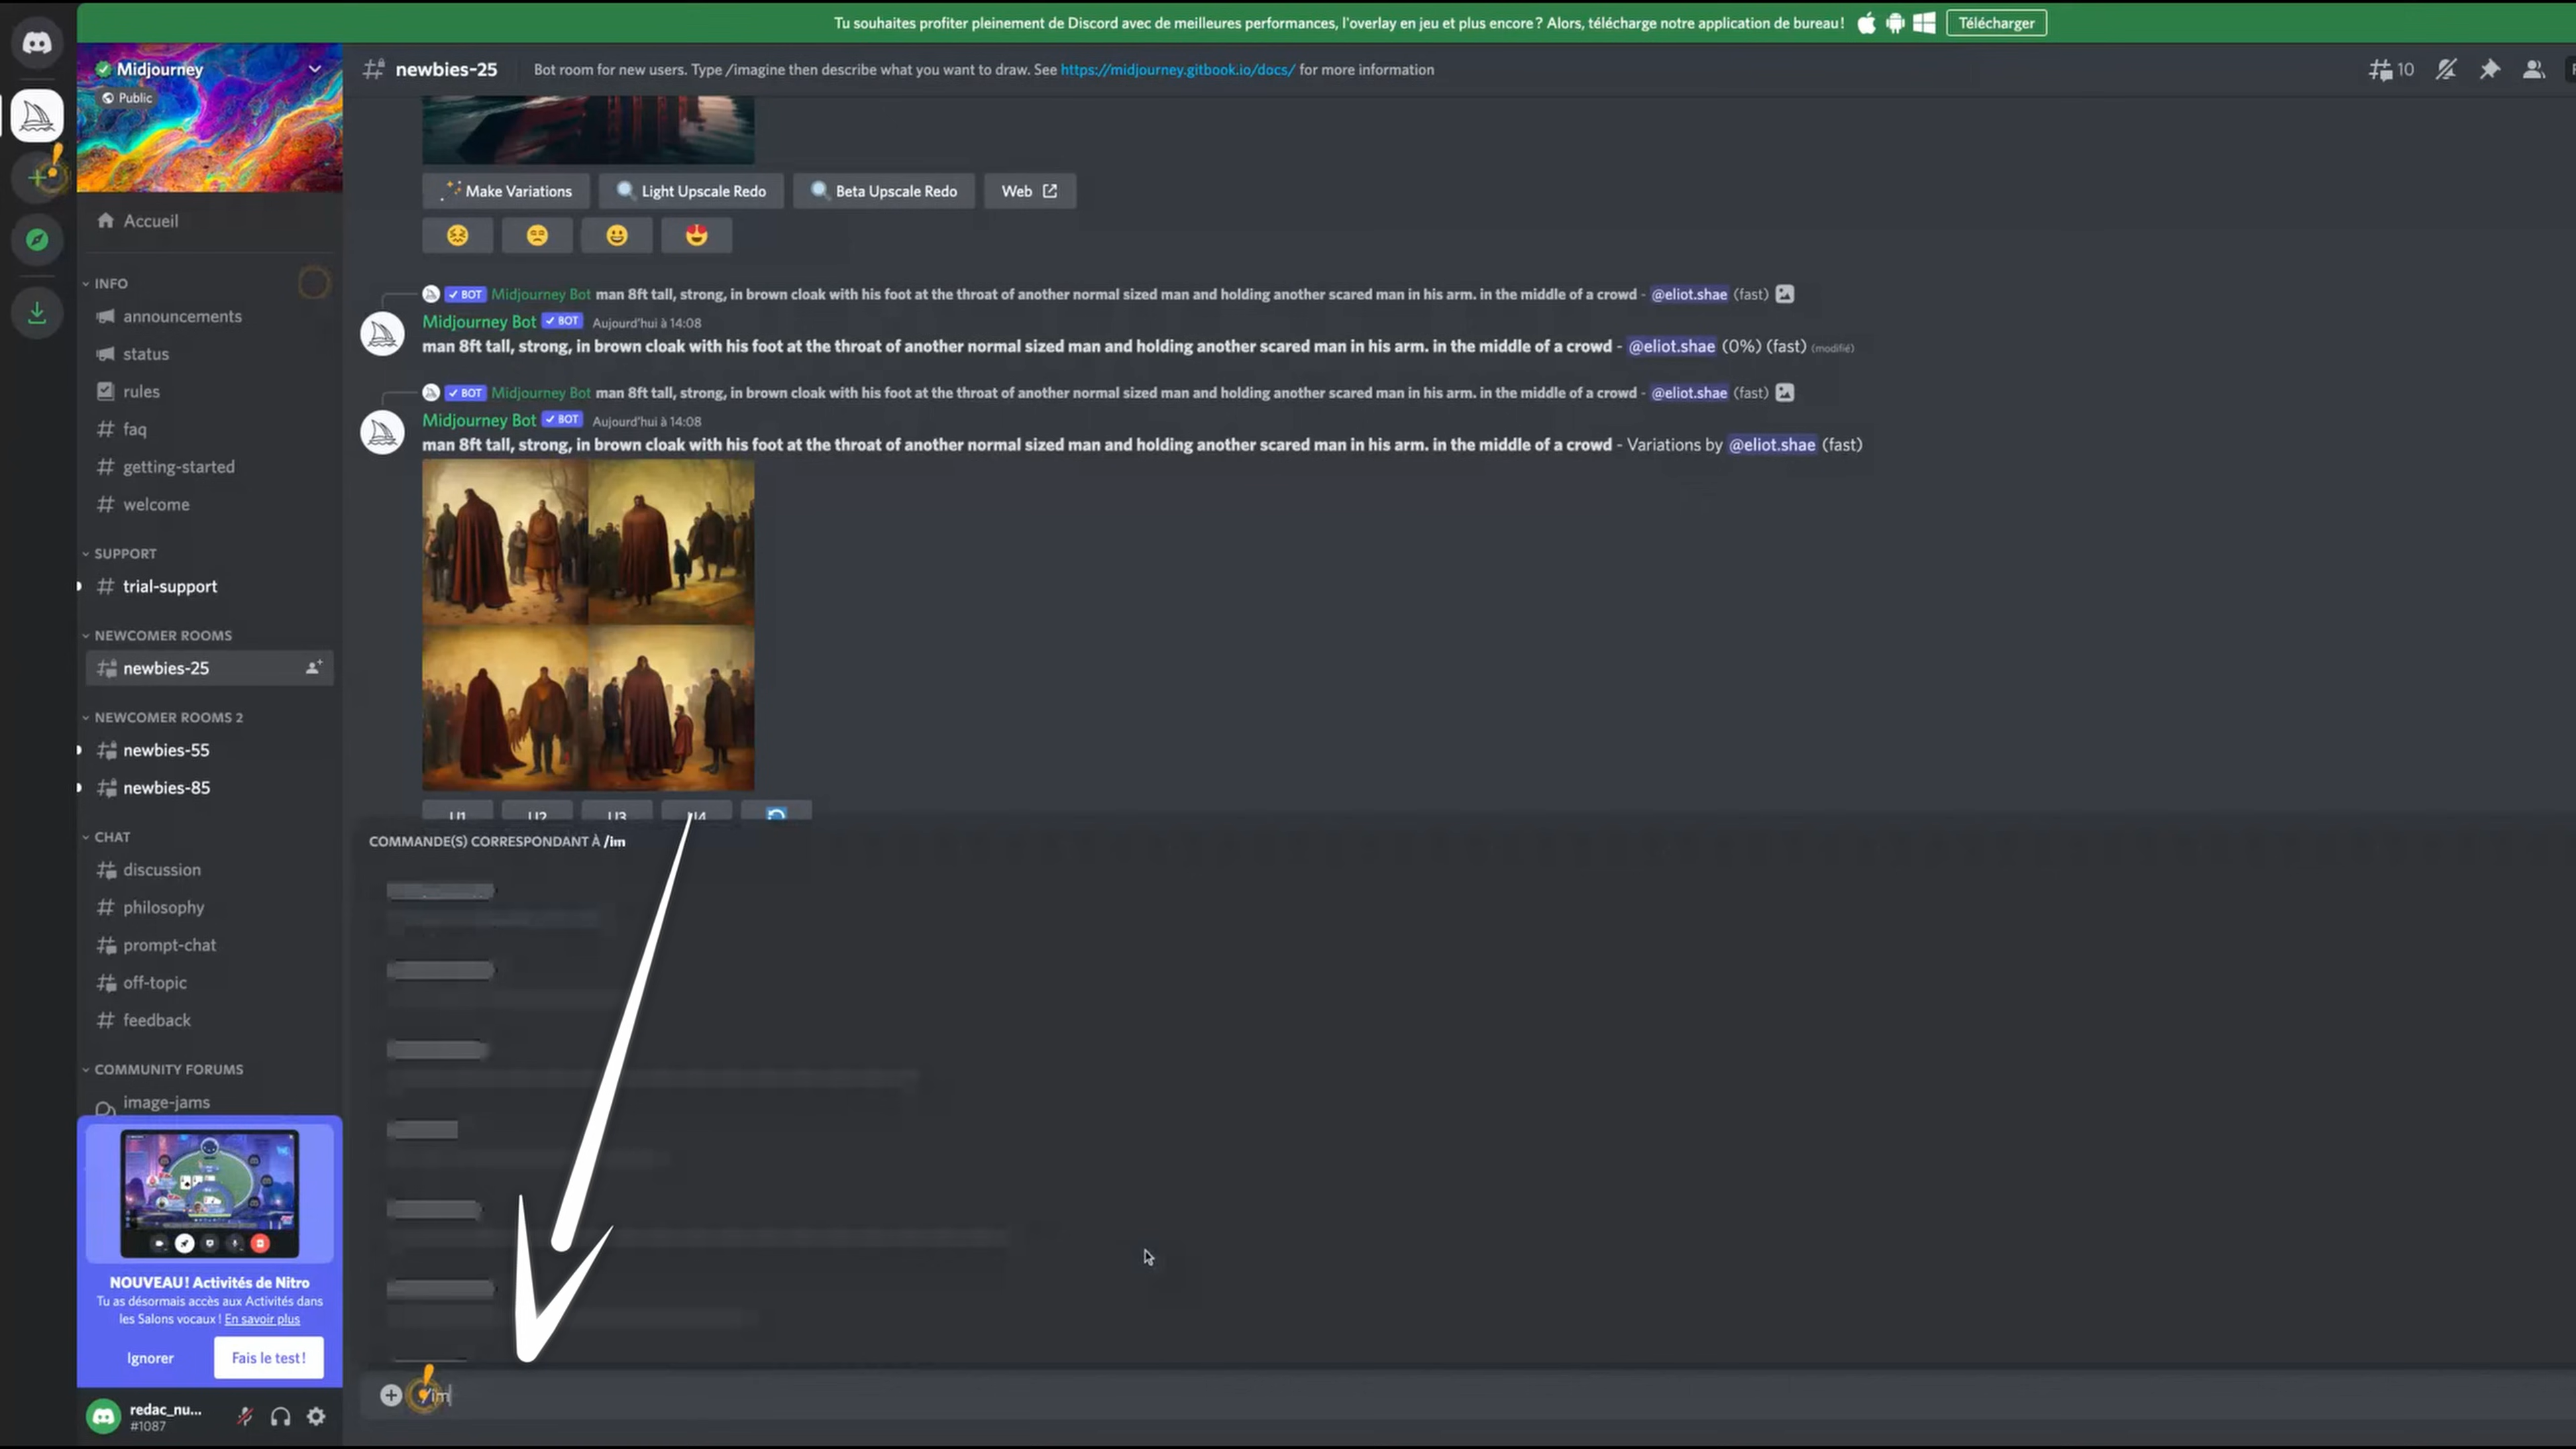 Tu souhaites profiter pleinement de Discord avec de meilleures performances, l'overlay en jeu et plus encore ? Alors, télécharge notre application de bureau ! Télécharger
Midjourney
Public
Accueil
INFO
announcements
status
rules
faq
getting-started
welcome
SUPPORT
trial-support
NEWCOMER ROOMS
newbies-25
NEWCOMER ROOMS 2
newbies-55
newbies-85
CHAT
discussion
philosophy
prompt-chat
off-topic
feedback
COMMUNITY FORUMS
image-jams
NOUVEAU ! Activités de Nitro
Tu as désormais accès aux Activités dans
les Salons vocaux ! En savoir plus
Ignorer Fais le test !
redac_nu...
#1087
newbies-25 Bot room for new users. Type /imagine then describe what you want to draw. See https://midjourney.gitbook.io/docs/ for more information 10
Make Variations Light Upscale Redo Beta Upscale Redo Web
BOT Midjourney Bot man 8ft tall, strong, in brown cloak with his foot at the throat of another normal sized man and holding another scared man in his arm. in the middle of a crowd - @eliot.shae (fast)
Midjourney Bot BOT Aujourd'hui à 14:08
man 8ft tall, strong, in brown cloak with his foot at the throat of another normal sized man and holding another scared man in his arm. in the middle of a crowd - @eliot.shae (0%) (fast) (modifié)
BOT Midjourney Bot man 8ft tall, strong, in brown cloak with his foot at the throat of another normal sized man and holding another scared man in his arm. in the middle of a crowd - @eliot.shae (fast)
Midjourney Bot BOT Aujourd'hui à 14:08
man 8ft tall, strong, in brown cloak with his foot at the throat of another normal sized man and holding another scared man in his arm. in the middle of a crowd - Variations by @eliot.shae (fast)
U1 U2 U3 U4
COMMANDE(S) CORRESPONDANT À /im
/im